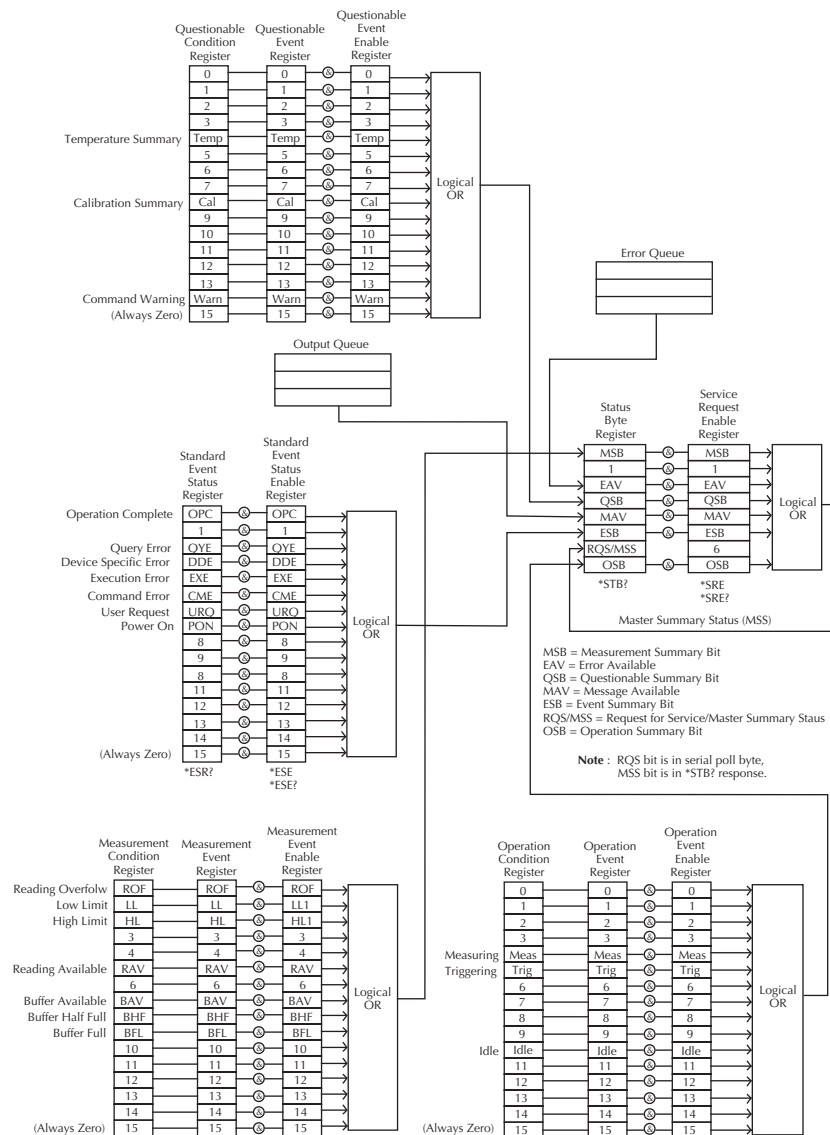 Questionable Condition Register
Questionable Event Register
Questionable Event Enable Register
0 0 & 0
1 1 & 1
2 2 & 2
3 3 & 3
Temperature Summary Temp Temp & Temp
5 5 & 5
6 6 & 6
7 7 & 7
Calibration Summary Cal Cal & Cal
9 9 & 9
10 10 & 10
11 11 & 11
12 12 & 12
13 13 & 13
Command Warning Warn Warn & Warn
(Always Zero) 15 15 & 15
Logical OR
Error Queue
Output Queue
Status Byte Register
Service Request Enable Register
MSB & MSB
1 & 1
EAV & EAV
QSB & QSB
MAV & MAV
ESB & ESB
RQS/MSS 6
OSB & OSB
Logical OR
*STB? *SRE
*SRE?
Master Summary Status (MSS)
MSB = Measurement Summary Bit
EAV = Error Available
QSB = Questionable Summary Bit
MAV = Message Available
ESB = Event Summary Bit
RQS/MSS = Request for Service/Master Summary Staus
OSB = Operation Summary Bit
Note : RQS bit is in serial poll byte,
MSS bit is in *STB? response.
Standard Event Status Register
Standard Event Status Enable Register
Operation Complete OPC & OPC
1 & 1
Query Error QYE & QYE
Device Specific Error DDE & DDE
Execution Error EXE & EXE
Command Error CME & CME
User Request URQ & URQ
Power On PON & PON
8 & 8
9 & 9
8 & 8
11 & 11
12 & 12
13 & 13
14 & 14
(Always Zero) 15 & 15
Logical OR
*ESR? *ESE
*ESE?
Measurement Condition Register
Measurement Event Register
Measurement Event Enable Register
Reading Overfolw ROF ROF & ROF
Low Limit LL LL & LL1
High Limit HL HL & HL1
3 3 & 3
4 4 & 4
Reading Available RAV RAV & RAV
6 6 & 6
Buffer Available BAV BAV & BAV
Buffer Half Full BHF BHF & BHF
Buffer Full BFL BFL & BFL
10 10 & 10
11 11 & 11
12 12 & 12
13 13 & 13
14 14 & 14
(Always Zero) 15 15 & 15
Logical OR
Operation Condition Register
Operation Event Register
Operation Event Enable Register
0 0 & 0
1 1 & 1
2 2 & 2
3 3 & 3
Measuring Meas Meas & Meas
Triggering Trig Trig & Trig
6 6 & 6
7 7 & 7
8 8 & 8
9 9 & 9
Idle Idle Idle & Idle
11 11 & 11
12 12 & 12
13 13 & 13
14 14 & 14
(Always Zero) 15 15 & 15
Logical OR